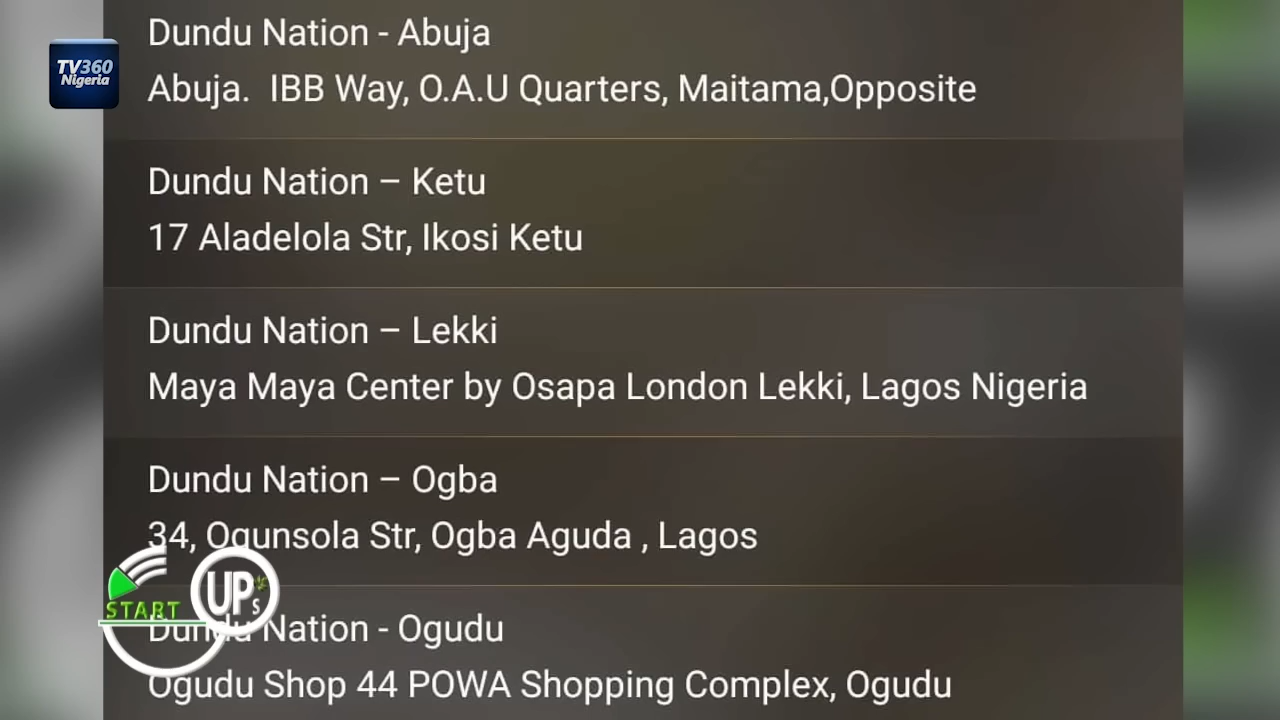 TV360
Nigeria
Dundu Nation - Abuja
Abuja.  IBB Way, O.A.U Quarters, Maitama,Opposite
Dundu Nation – Ketu
17 Aladelola Str, Ikosi Ketu
Dundu Nation – Lekki
Maya Maya Center by Osapa London Lekki, Lagos Nigeria
Dundu Nation – Ogba
34, Ogunsola Str, Ogba Aguda , Lagos
START UPs
Dundu Nation - Ogudu
Ogudu Shop 44 POWA Shopping Complex, Ogudu